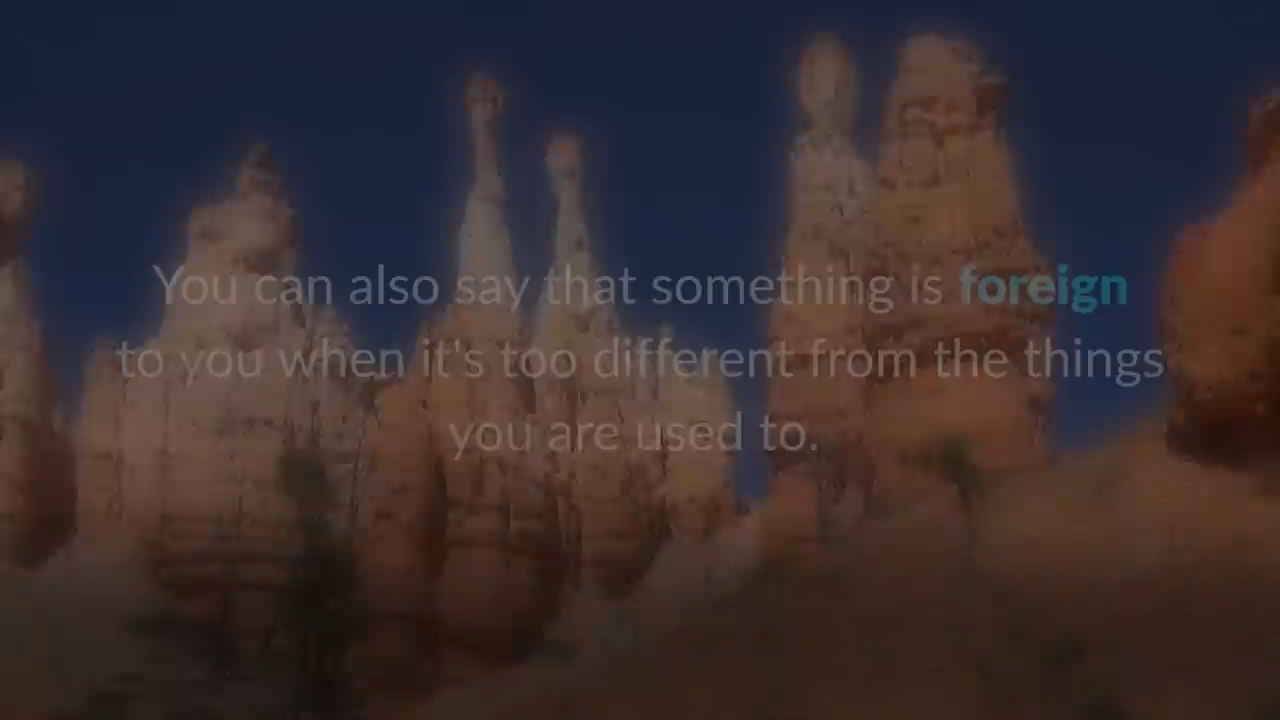 You can also say that something is foreign
to you when it's too different from the things
you are used to.